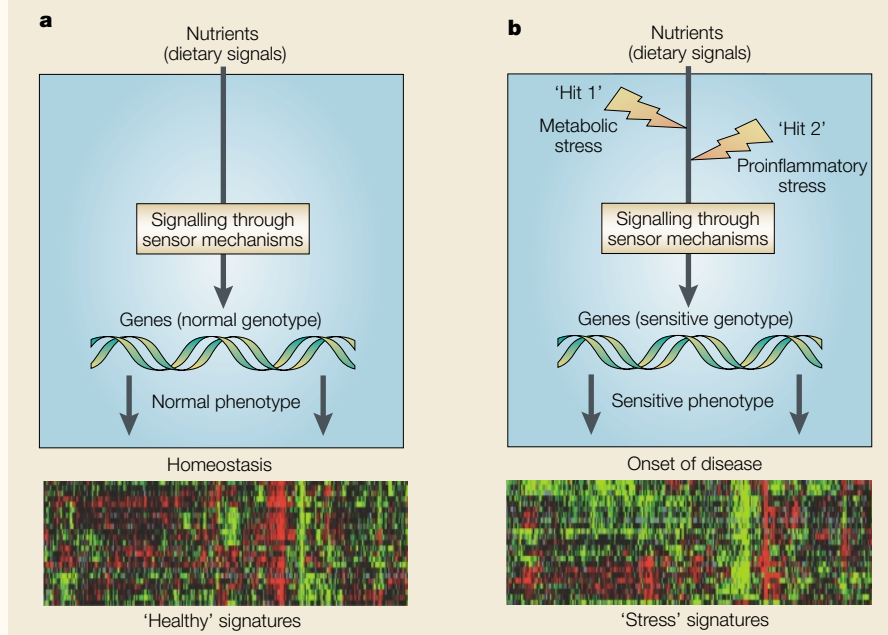 a
Nutrients
(dietary signals)
Signalling through
sensor mechanisms
Genes (normal genotype)
Normal phenotype
Homeostasis
‘Healthy’ signatures
b
Nutrients
(dietary signals)
‘Hit 1’
Metabolic
stress
‘Hit 2’
Proinflammatory
stress
Signalling through
sensor mechanisms
Genes (sensitive genotype)
Sensitive phenotype
Onset of disease
‘Stress’ signatures